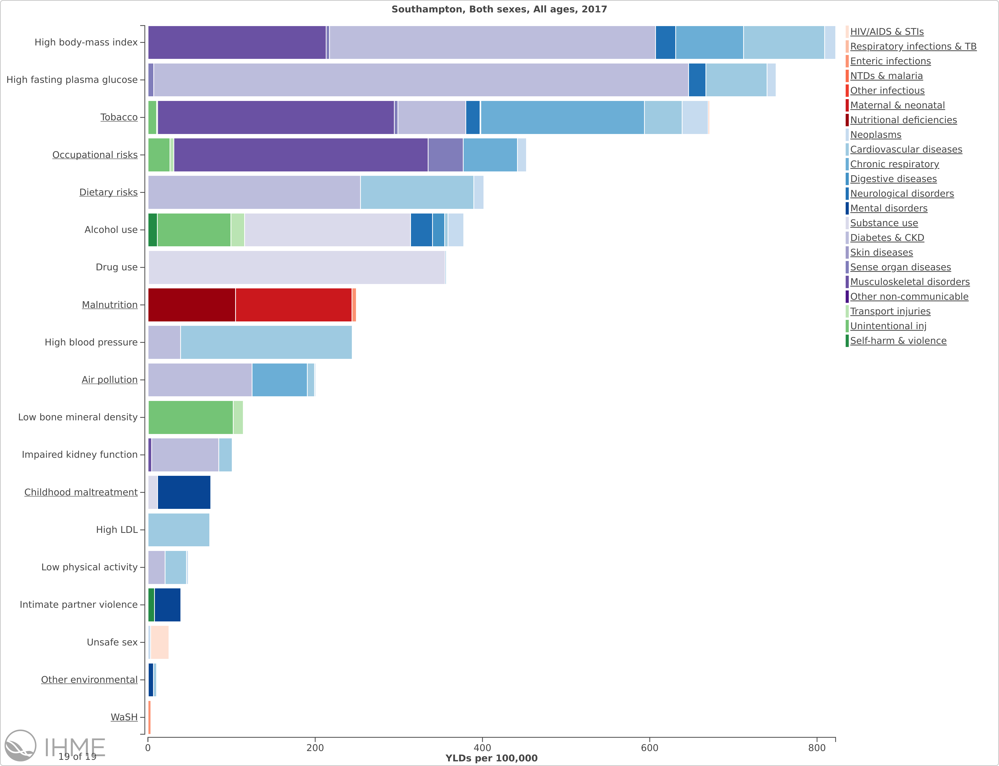 Southampton, Both sexes, All ages, 2017
High body-mass index
High fasting plasma glucose
Tobacco
Occupational risks
Dietary risks
Alcohol use
Drug use
Malnutrition
High blood pressure
Air pollution
Low bone mineral density
Impaired kidney function
Childhood maltreatment
High LDL
Low physical activity
Intimate partner violence
Unsafe sex
Other environmental
WaSH
HIV/AIDS & STIs
Respiratory infections & TB
Enteric infections
NTDs & malaria
Other infectious
Maternal & neonatal
Nutritional deficiencies
Neoplasms
Cardiovascular diseases
Chronic respiratory
Digestive diseases
Neurological disorders
Mental disorders
Substance use
Diabetes & CKD
Skin diseases
Sense organ diseases
Musculoskeletal disorders
Other non-communicable
Transport injuries
Unintentional inj
Self-harm & violence
0 200 400 600 800
YLDs per 100,000
IHME
19 of 19